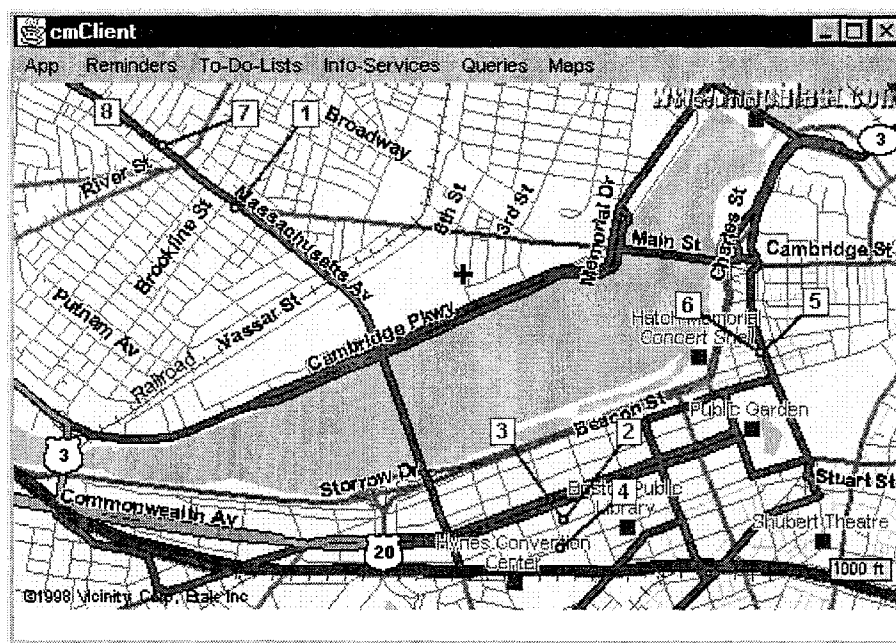 cmClient
App Reminders To-Do-Lists Info-Services Queries Maps
8
7
1
Broadway
3
River St
Brookline St
Massachusetts Av
6th St
3rd St
Memorial Dr
Main St
Charles St
Cambridge St
Putnam Av
Vassar St
Railroad
Cambridge Pkwy
6
5
Hatch Memorial
Concert Shell
Beacon St
Public Garden
3
2
4
3
Storrow Dr
Stuart St
Commonwealth Av
Public
Library
Shubert Theatre
20
Hynes Convention
Center
1000 ft
©1998 Vicinity Corp, Etak Inc